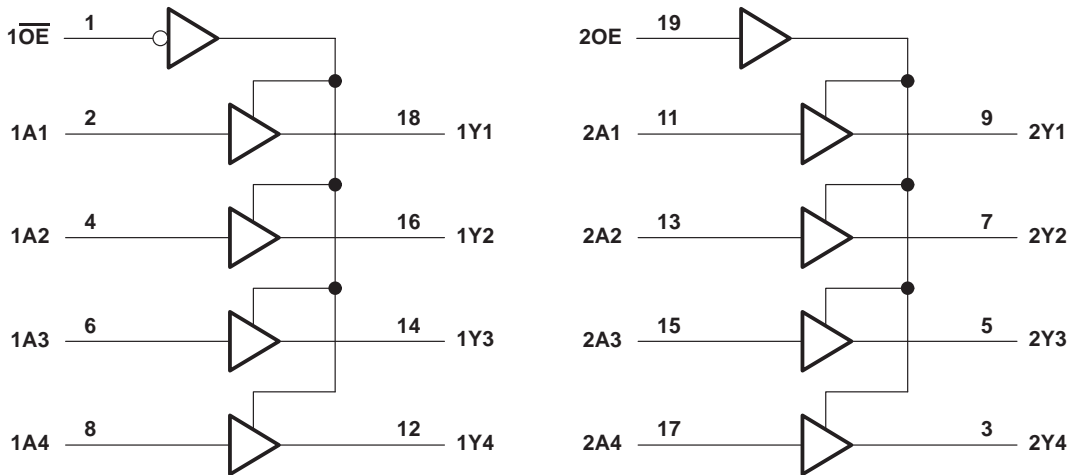 1O̅E̅ 1
1A1 2 18 1Y1
1A2 4 16 1Y2
1A3 6 14 1Y3
1A4 8 12 1Y4
2OE 19
2A1 11 9 2Y1
2A2 13 7 2Y2
2A3 15 5 2Y3
2A4 17 3 2Y4